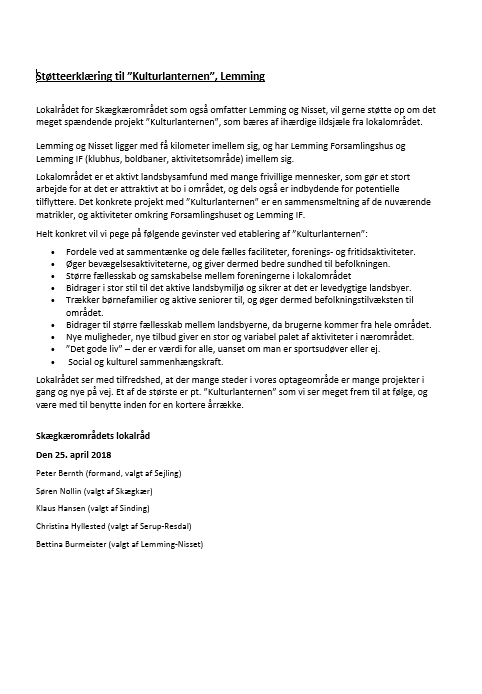 Støtteerklæring til ”Kulturlanternen”, Lemming
Lokalrådet for Skægkærområdet som også omfatter Lemming og Nisset, vil gerne støtte op om det
meget spændende projekt ”Kulturlanternen”, som bæres af ihærdige ildsjæle fra lokalområdet.
Lemming og Nisset ligger med få kilometer imellem sig, og har Lemming Forsamlingshus og
Lemming IF (klubhus, boldbaner, aktivitetsområde) imellem sig.
Lokalområdet er et aktivt landsbysamfund med mange frivillige mennesker, som gør et stort
arbejde for at det er attraktivt at bo i området, og dels også er indbydende for potentielle
tilflyttere. Det konkrete projekt med ”Kulturlanternen” er en sammensmeltning af de nuværende
matrikler, og aktiviteter omkring Forsamlingshuset og Lemming IF.
Helt konkret vil vi pege på følgende gevinster ved etablering af ”Kulturlanternen”:
• Fordele ved at sammentænke og dele fælles faciliteter, forenings- og fritidsaktiviteter.
• Øger bevægelsesaktiviteterne, og giver dermed bedre sundhed til befolkningen.
• Større fællesskab og samskabelse mellem foreningerne i lokalområdet
• Bidrager i stor stil til det aktive landsbymiljø og sikrer at det er levedygtige landsbyer.
• Trækker børnefamilier og aktive seniorer til, og øger dermed befolkningstilvæksten til
området.
• Bidrager til større fællesskab mellem landsbyerne, da brugerne kommer fra hele området.
• Nye muligheder, nye tilbud giver en stor og variabel palet af aktiviteter i nærområdet.
• ”Det gode liv” – der er værdi for alle, uanset om man er sportsudøver eller ej.
• Social og kulturel sammenhængskraft.
Lokalrådet ser med tilfredshed, at der mange steder i vores optageområde er mange projekter i
gang og nye på vej. Et af de største er pt. ”Kulturlanternen” som vi ser meget frem til at følge, og
være med til benytte inden for en kortere årrække.
Skægkærområdets lokalråd
Den 25. april 2018
Peter Bernth (formand, valgt af Sejling)
Søren Nollin (valgt af Skægkær)
Klaus Hansen (valgt af Sinding)
Christina Hyllested (valgt af Serup-Resdal)
Bettina Burmeister (valgt af Lemming-Nisset)